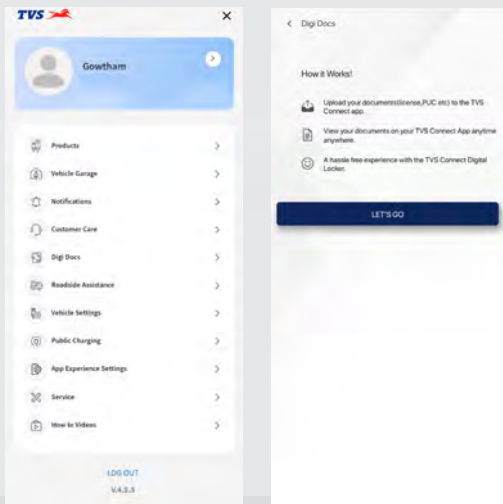 TVS
Gowtham
Products
Vehicle Garage
Notifications
Customer Care
Digi Docs
Roadside Assistance
Vehicle Settings
Public Charging
App Experience Settings
Service
How to Videos
LOG OUT
V.4.3.3
Digi Docs
How it Works!
Upload your documents(license,PUC etc) to the TVS
Connect app.
View your documents on your TVS Connect App anytime
anywhere.
A hassle free experience with the TVS Connect Digital
Locker.
LET'S GO